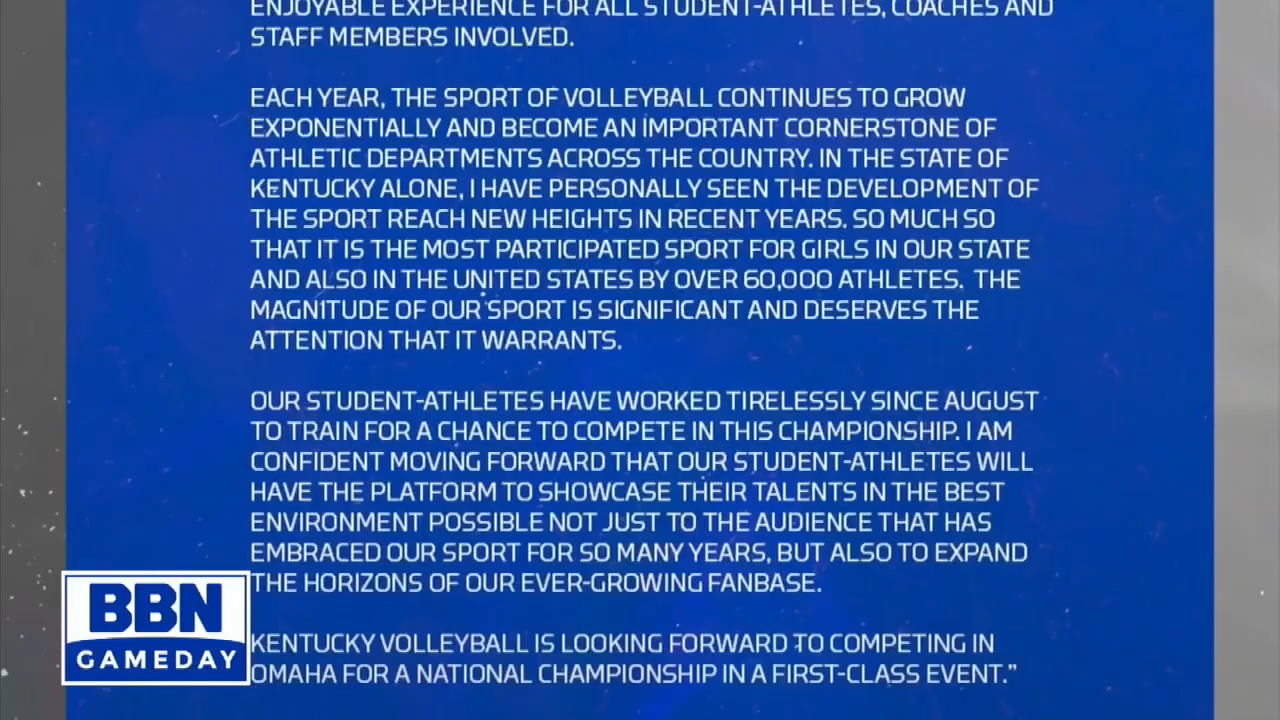 ENJOYABLE EXPERIENCE FOR ALL STUDENT-ATHLETES, COACHES AND
STAFF MEMBERS INVOLVED.
EACH YEAR, THE SPORT OF VOLLEYBALL CONTINUES TO GROW
EXPONENTIALLY AND BECOME AN IMPORTANT CORNERSTONE OF
ATHLETIC DEPARTMENTS ACROSS THE COUNTRY. IN THE STATE OF
KENTUCKY ALONE, I HAVE PERSONALLY SEEN THE DEVELOPMENT OF
THE SPORT REACH NEW HEIGHTS IN RECENT YEARS. SO MUCH SO
THAT IT IS THE MOST PARTICIPATED SPORT FOR GIRLS IN OUR STATE
AND ALSO IN THE UNITED STATES BY OVER 60,000 ATHLETES. THE
MAGNITUDE OF OUR SPORT IS SIGNIFICANT AND DESERVES THE
ATTENTION THAT IT WARRANTS.
OUR STUDENT-ATHLETES HAVE WORKED TIRELESSLY SINCE AUGUST
TO TRAIN FOR A CHANCE TO COMPETE IN THIS CHAMPIONSHIP. I AM
CONFIDENT MOVING FORWARD THAT OUR STUDENT-ATHLETES WILL
HAVE THE PLATFORM TO SHOWCASE THEIR TALENTS IN THE BEST
ENVIRONMENT POSSIBLE NOT JUST TO THE AUDIENCE THAT HAS
EMBRACED OUR SPORT FOR SO MANY YEARS, BUT ALSO TO EXPAND
THE HORIZONS OF OUR EVER-GROWING FANBASE.
KENTUCKY VOLLEYBALL IS LOOKING FORWARD TO COMPETING IN
OMAHA FOR A NATIONAL CHAMPIONSHIP IN A FIRST-CLASS EVENT.”
BBN
GAMEDAY